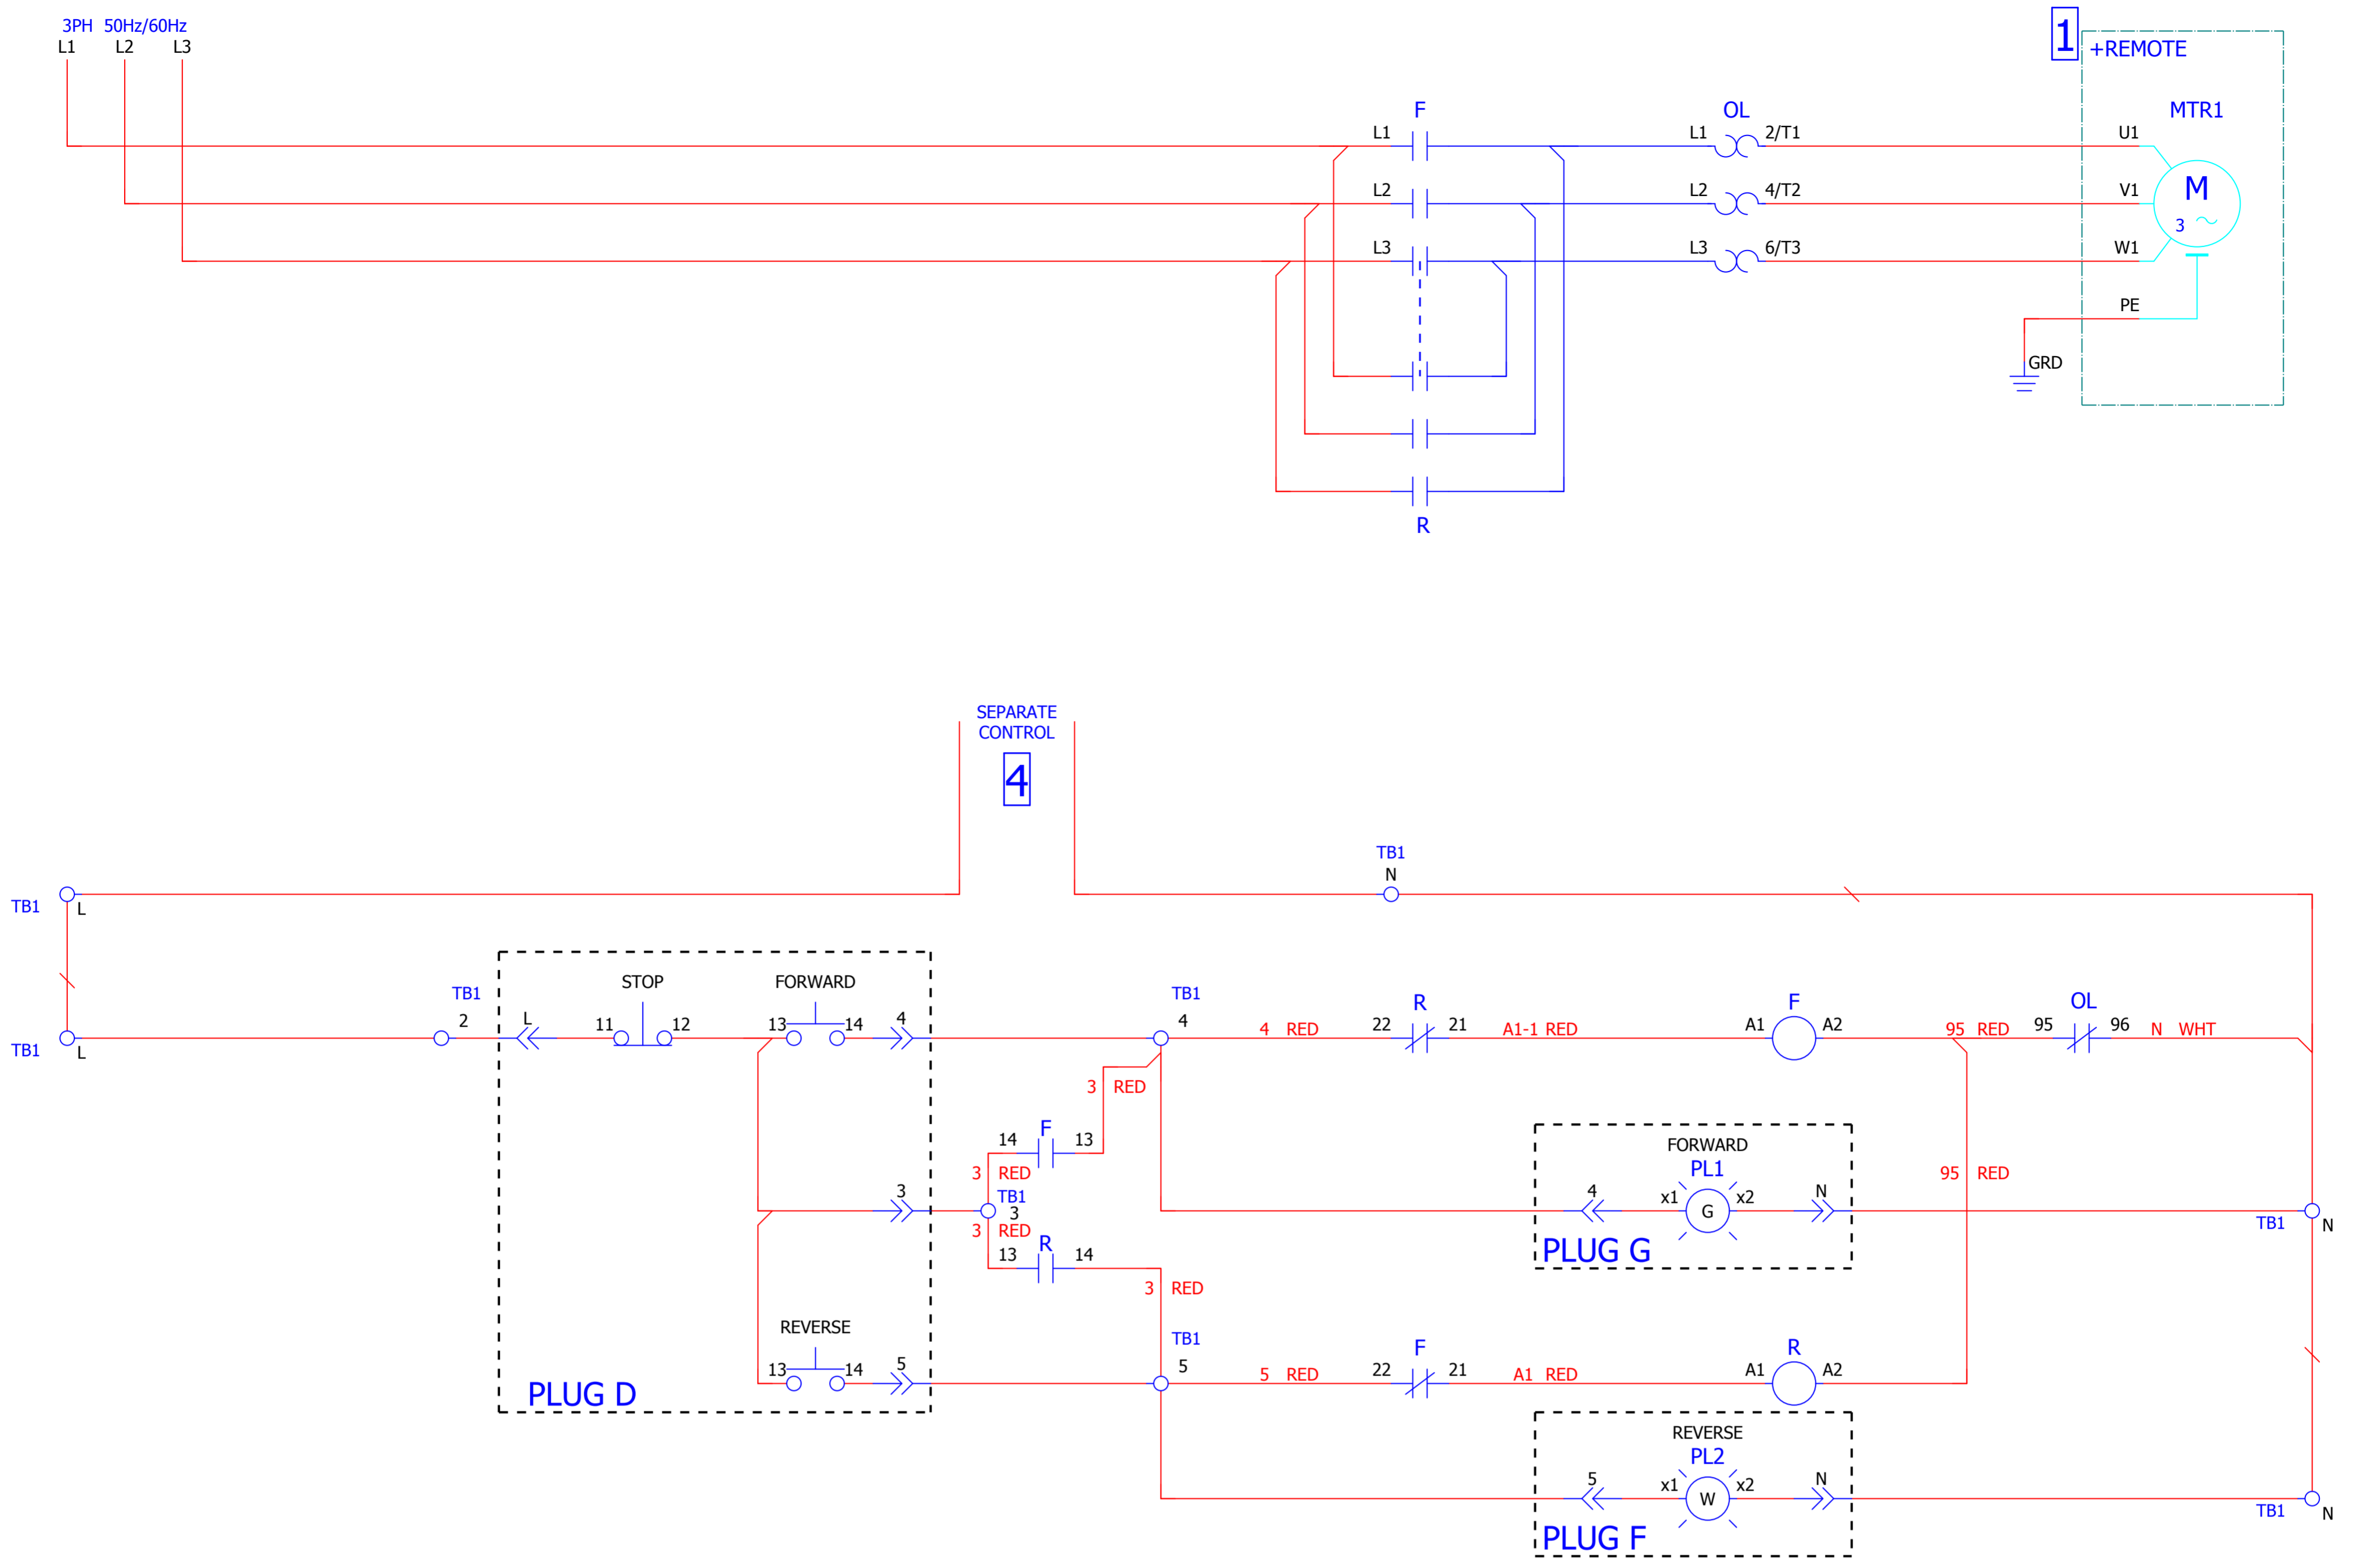 3PH 50Hz/60Hz
L1 L2 L3
1
+REMOTE
F
OL
MTR1
L1
L1
2/T1
U1
L2
L2
4/T2
V1
M
3
L3
L3
6/T3
W1
PE
GRD
R
SEPARATE
CONTROL
4
TB1
N
TB1
L
TB1
2
L
STOP
FORWARD
11
12
13
14
4
TB1
4
4 RED
R
22
21
A1-1 RED
F
A1
A2
95 RED
OL
95
96
N WHT
TB1
L
3 RED
F
14
13
3 RED
TB1
3
3
3 RED
R
13
14
3 RED
FORWARD
PL1
4
x1
G
x2
N
PLUG G
95 RED
TB1
N
REVERSE
13
14
5
PLUG D
TB1
5
5 RED
F
22
21
A1 RED
R
A1
A2
REVERSE
PL2
5
x1
W
x2
N
PLUG F
TB1
N